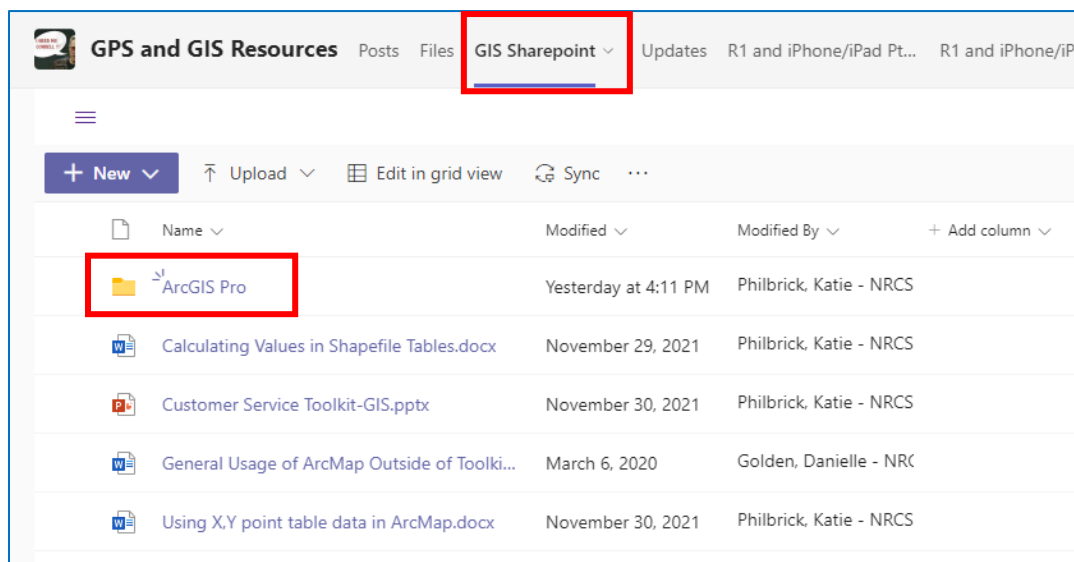 GPS and GIS Resources Posts Files GIS Sharepoint Updates R1 and iPhone/iPad Pt... R1 and iPhone/iP
+ New Upload Edit in grid view Sync ...
Name Modified Modified By + Add column
ArcGIS Pro Yesterday at 4:11 PM Philbrick, Katie - NRCS
Calculating Values in Shapefile Tables.docx November 29, 2021 Philbrick, Katie - NRCS
Customer Service Toolkit-GIS.pptx November 30, 2021 Philbrick, Katie - NRCS
General Usage of ArcMap Outside of Toolki... March 6, 2020 Golden, Danielle - NRC
Using X,Y point table data in ArcMap.docx November 30, 2021 Philbrick, Katie - NRCS